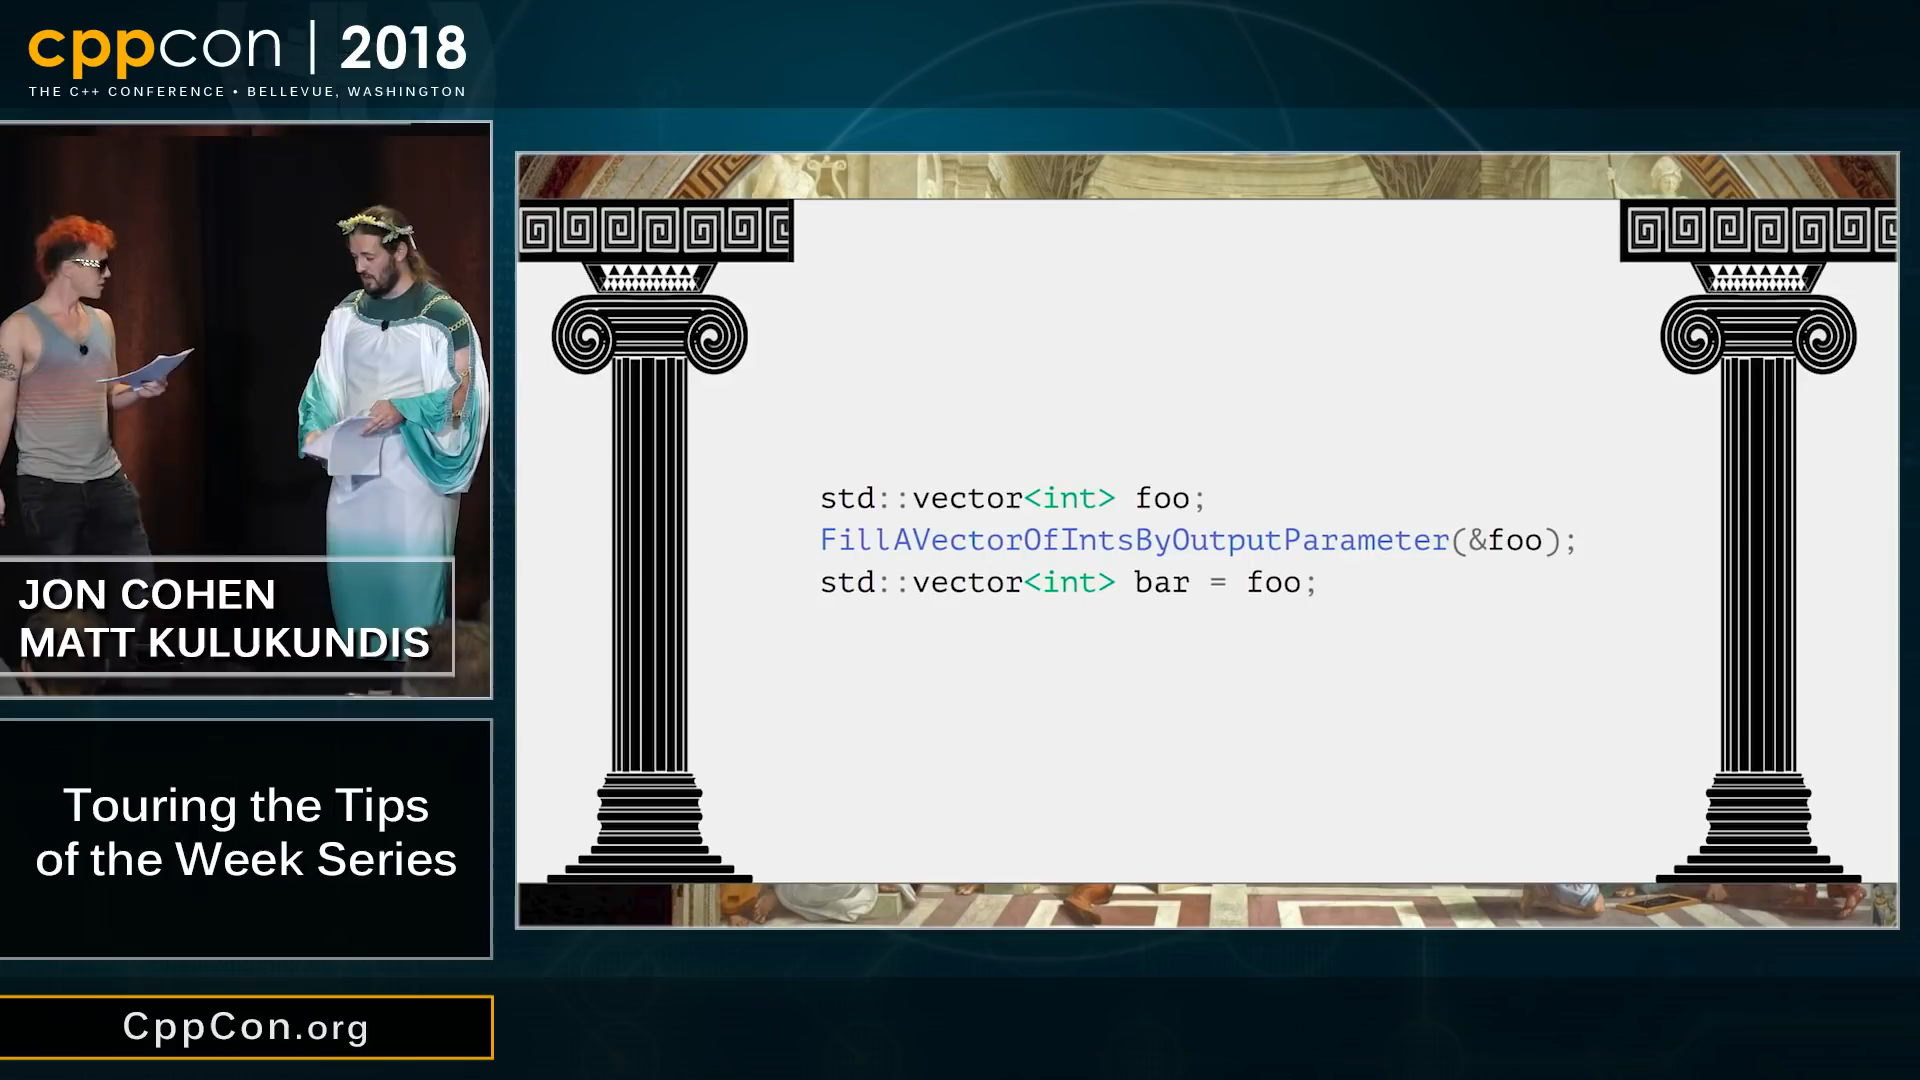 cppcon | 2018
THE C++ CONFERENCE • BELLEVUE, WASHINGTON
JON COHEN
MATT KULUKUNDIS
Touring the Tips
of the Week Series
CppCon.org
std::vector<int> foo;
FillAVectorOfIntsByOutputParameter(&foo);
std::vector<int> bar = foo;